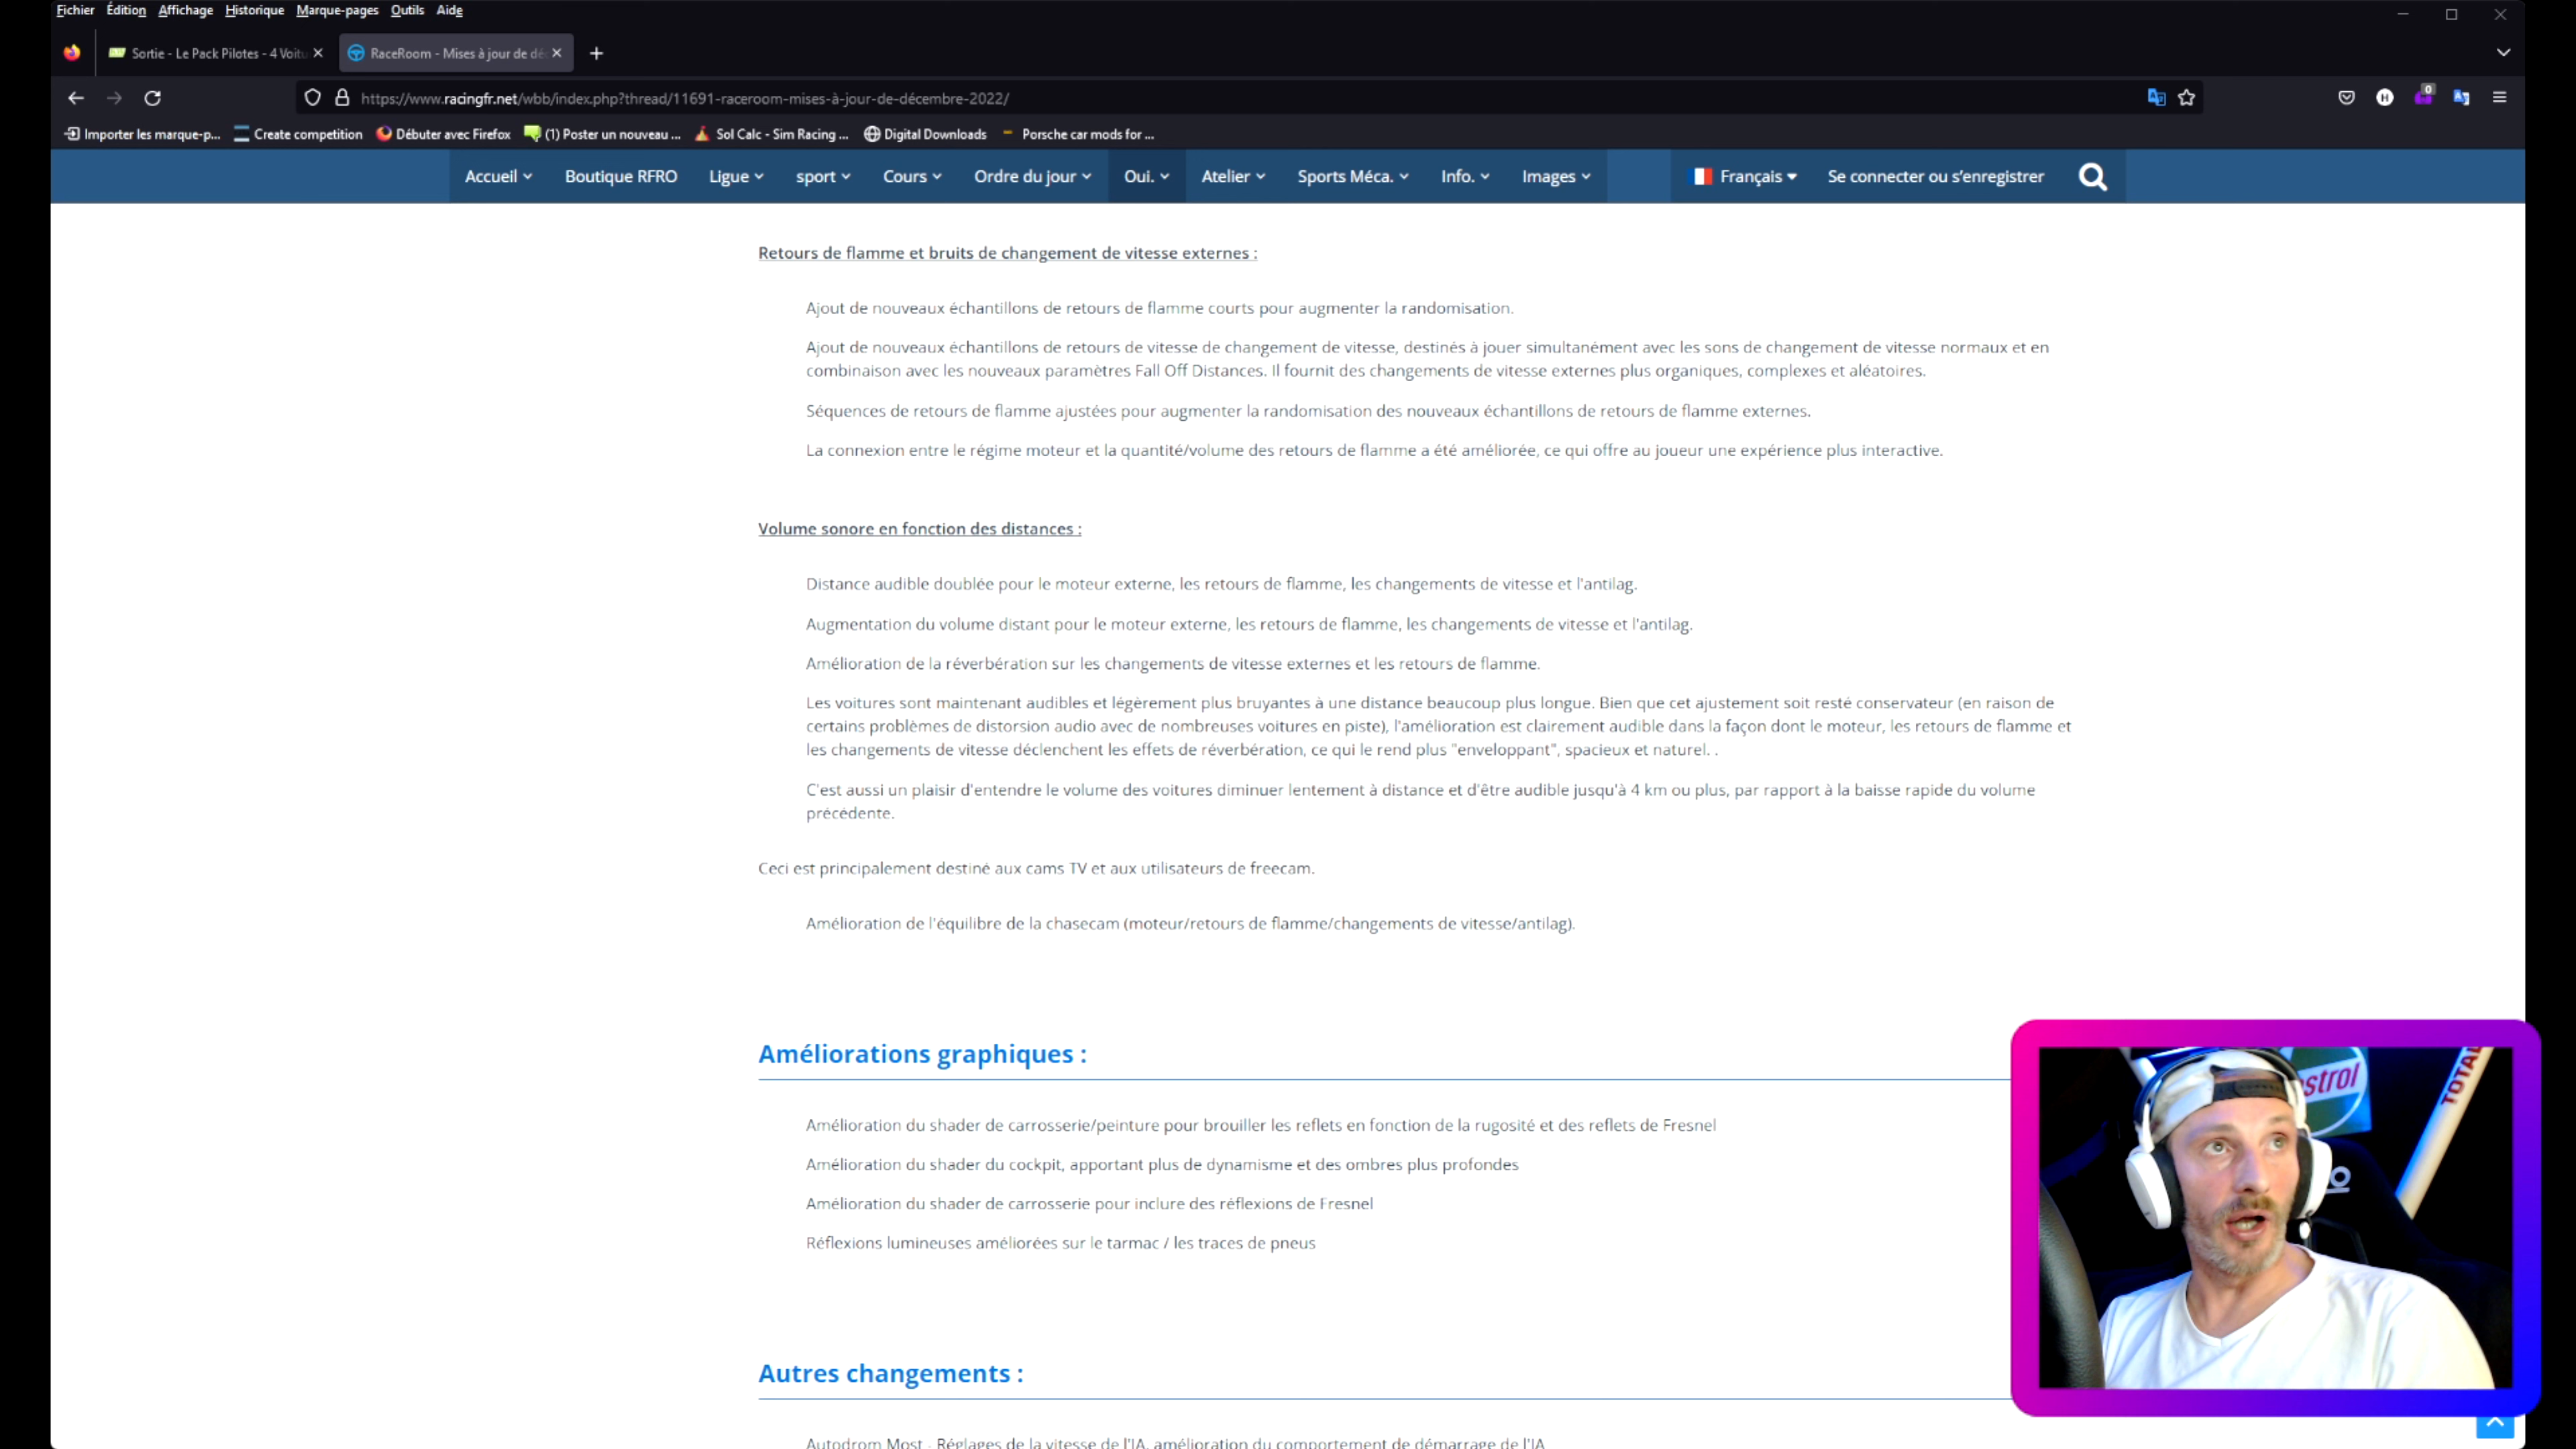 Fichier Édition Affichage Historique Marque-pages Outils Aide
Sortie - Le Pack Pilotes - 4 Voitu
RaceRoom - Mises à jour de dé
https://www.racingfr.net/wbb/index.php?thread/11691-raceroom-mises-à-jour-de-décembre-2022/
0
Importer les marque-p... Create competition Débuter avec Firefox (1) Poster un nouveau ... Sol Calc - Sim Racing ... Digital Downloads Porsche car mods for ...
Accueil Boutique RFRO Ligue sport Cours Ordre du jour Oui. Atelier Sports Méca. Info. Images Français Se connecter ou s'enregistrer
Retours de flamme et bruits de changement de vitesse externes :
Ajout de nouveaux échantillons de retours de flamme courts pour augmenter la randomisation.
Ajout de nouveaux échantillons de retours de vitesse de changement de vitesse, destinés à jouer simultanément avec les sons de changement de vitesse normaux et en
combinaison avec les nouveaux paramètres Fall Off Distances. Il fournit des changements de vitesse externes plus organiques, complexes et aléatoires.
Séquences de retours de flamme ajustées pour augmenter la randomisation des nouveaux échantillons de retours de flamme externes.
La connexion entre le régime moteur et la quantité/volume des retours de flamme a été améliorée, ce qui offre au joueur une expérience plus interactive.
Volume sonore en fonction des distances :
Distance audible doublée pour le moteur externe, les retours de flamme, les changements de vitesse et l'antilag.
Augmentation du volume distant pour le moteur externe, les retours de flamme, les changements de vitesse et l'antilag.
Amélioration de la réverbération sur les changements de vitesse externes et les retours de flamme.
Les voitures sont maintenant audibles et légèrement plus bruyantes à une distance beaucoup plus longue. Bien que cet ajustement soit resté conservateur (en raison de
certains problèmes de distorsion audio avec de nombreuses voitures en piste), l'amélioration est clairement audible dans la façon dont le moteur, les retours de flamme et
les changements de vitesse déclenchent les effets de réverbération, ce qui le rend plus "enveloppant", spacieux et naturel. .
C'est aussi un plaisir d'entendre le volume des voitures diminuer lentement à distance et d'être audible jusqu'à 4 km ou plus, par rapport à la baisse rapide du volume
précédente.
Ceci est principalement destiné aux cams TV et aux utilisateurs de freecam.
Amélioration de l'équilibre de la chasecam (moteur/retours de flamme/changements de vitesse/antilag).
Améliorations graphiques :
Amélioration du shader de carrosserie/peinture pour brouiller les reflets en fonction de la rugosité et des reflets de Fresnel
Amélioration du shader du cockpit, apportant plus de dynamisme et des ombres plus profondes
Amélioration du shader de carrosserie pour inclure des réflexions de Fresnel
Réflexions lumineuses améliorées sur le tarmac / les traces de pneus
strol
TOTAL
Autres changements :
Autodrom Most - Réglages de la vitesse de l'IA, amélioration du comportement de démarrage de l'IA